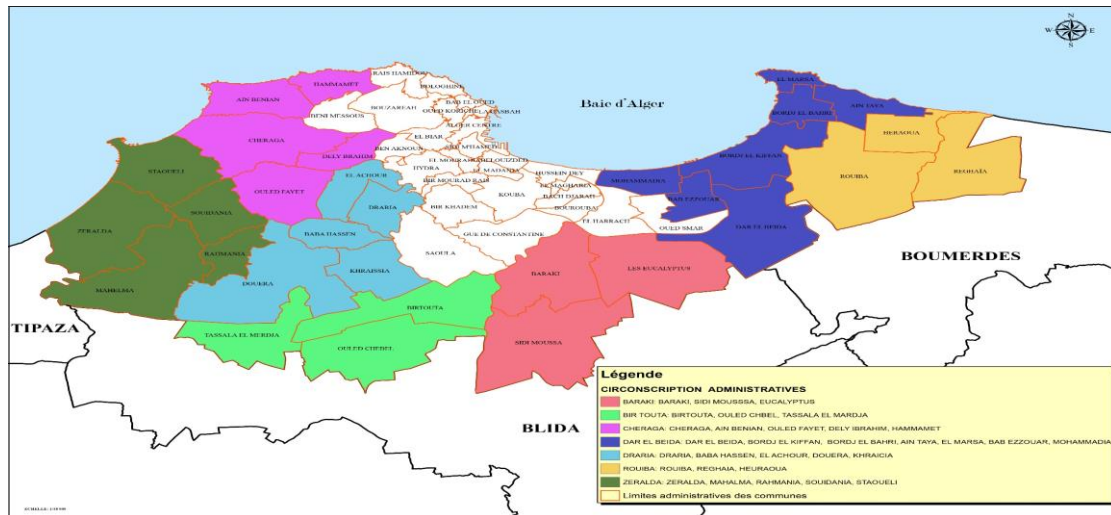 N
W E
S
RAIS HAMIDOU
HAMMAMET
BOLOGHINE
EL MARSA
AIN BENIAN
BOUZAREAH
BAB EL OUED
Baie d'Alger
AIN TAYA
BENI MESSOUS
BORDJ EL BAHRI
ALGER CENTRE
HERAOUA
CHERAGA
EL BIAR
BEN AKNOUN
BORDJ EL KIFFAN
DELY IBRAHIM
STAOUELI
EL ACHOUR
HYDRA
EL MADANIA
HUSSEIN DEY
REGHAÏA
ROUIBA
BIR MOURAD RAIS
EL MAGHARIA
MOHAMMADIA
OULED FAYET
KOUBA
BACH DJARAH
BAB EZZOUAR
SOUIDANIA
DRARIA
BIR KHADEM
BOUROUBA
EL HARRACH
ZERALDA
BABA HASSEN
GUE DE CONSTANTINE
OUED SMAR
DAR EL BEIDA
RAHMANIA
SAOULA
BOUMERDES
KHRAISSIA
BARAKI
LES EUCALYPTUS
MAHELMA
DOUERA
BIRTOUTA
TIPAZA
TASSALA EL MERDJA
OULED CHEBEL
SIDI MOUSSA
BLIDA
Légende
CIRCONSCRIPTION ADMINISTRATIVES
BARAKI: BARAKI, SIDI MOUSSSA, EUCALYPTUS
BIR TOUTA: BIRTOUTA, OULED CHBEL, TASSALA EL MARDJA
CHERAGA: CHERAGA, AIN BENIAN, OULED FAYET, DELY IBRAHIM, HAMMAMET
DAR EL BEIDA: DAR EL BEIDA, BORDJ EL KIFFAN, BORDJ EL BAHRI, AIN TAYA, EL MARSA, BAB EZZOUAR, MOHAMMADIA
DRARIA: DRARIA, BABA HASSEN, EL ACHOUR, DOUERA, KHRAICIA
ROUIBA: ROUIBA, REGHAIA, HEURAOUA
ZERALDA: ZERALDA, MAHALMA, RAHMANIA, SOUIDANIA, STAOUELI
Limites administratives des communes